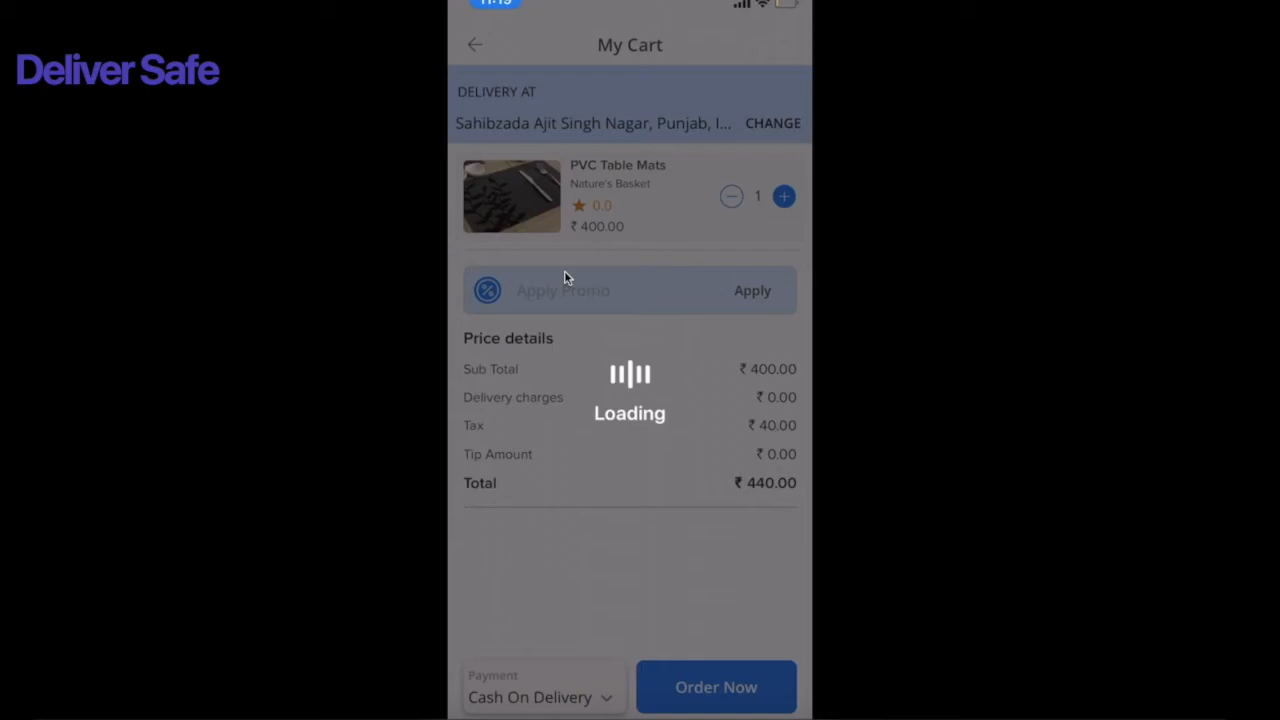 11:19
Deliver Safe
My Cart
DELIVERY AT
Sahibzada Ajit Singh Nagar, Punjab, I... CHANGE
PVC Table Mats
Nature's Basket
0.0
₹ 400.00
1
Apply Promo Apply
Price details
Sub Total ₹ 400.00
Delivery charges ₹ 0.00
Loading
Tax ₹ 40.00
Tip Amount ₹ 0.00
Total ₹ 440.00
Payment
Cash On Delivery
Order Now